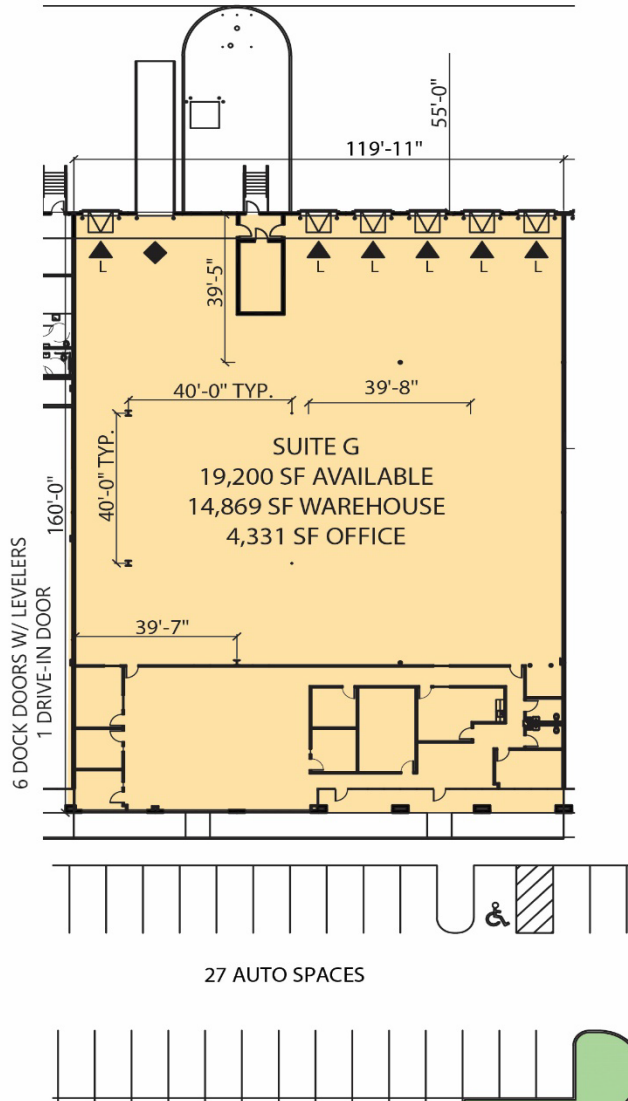 55'-0"
119'-11"
L
L
L
L
L
L
39'-5"
40'-0" TYP.
39'-8"
40'-0" TYP.
160'-0"
SUITE G
19,200 SF AVAILABLE
14,869 SF WAREHOUSE
4,331 SF OFFICE
39'-7"
6 DOCK DOORS W/ LEVELERS
1 DRIVE-IN DOOR
27 AUTO SPACES